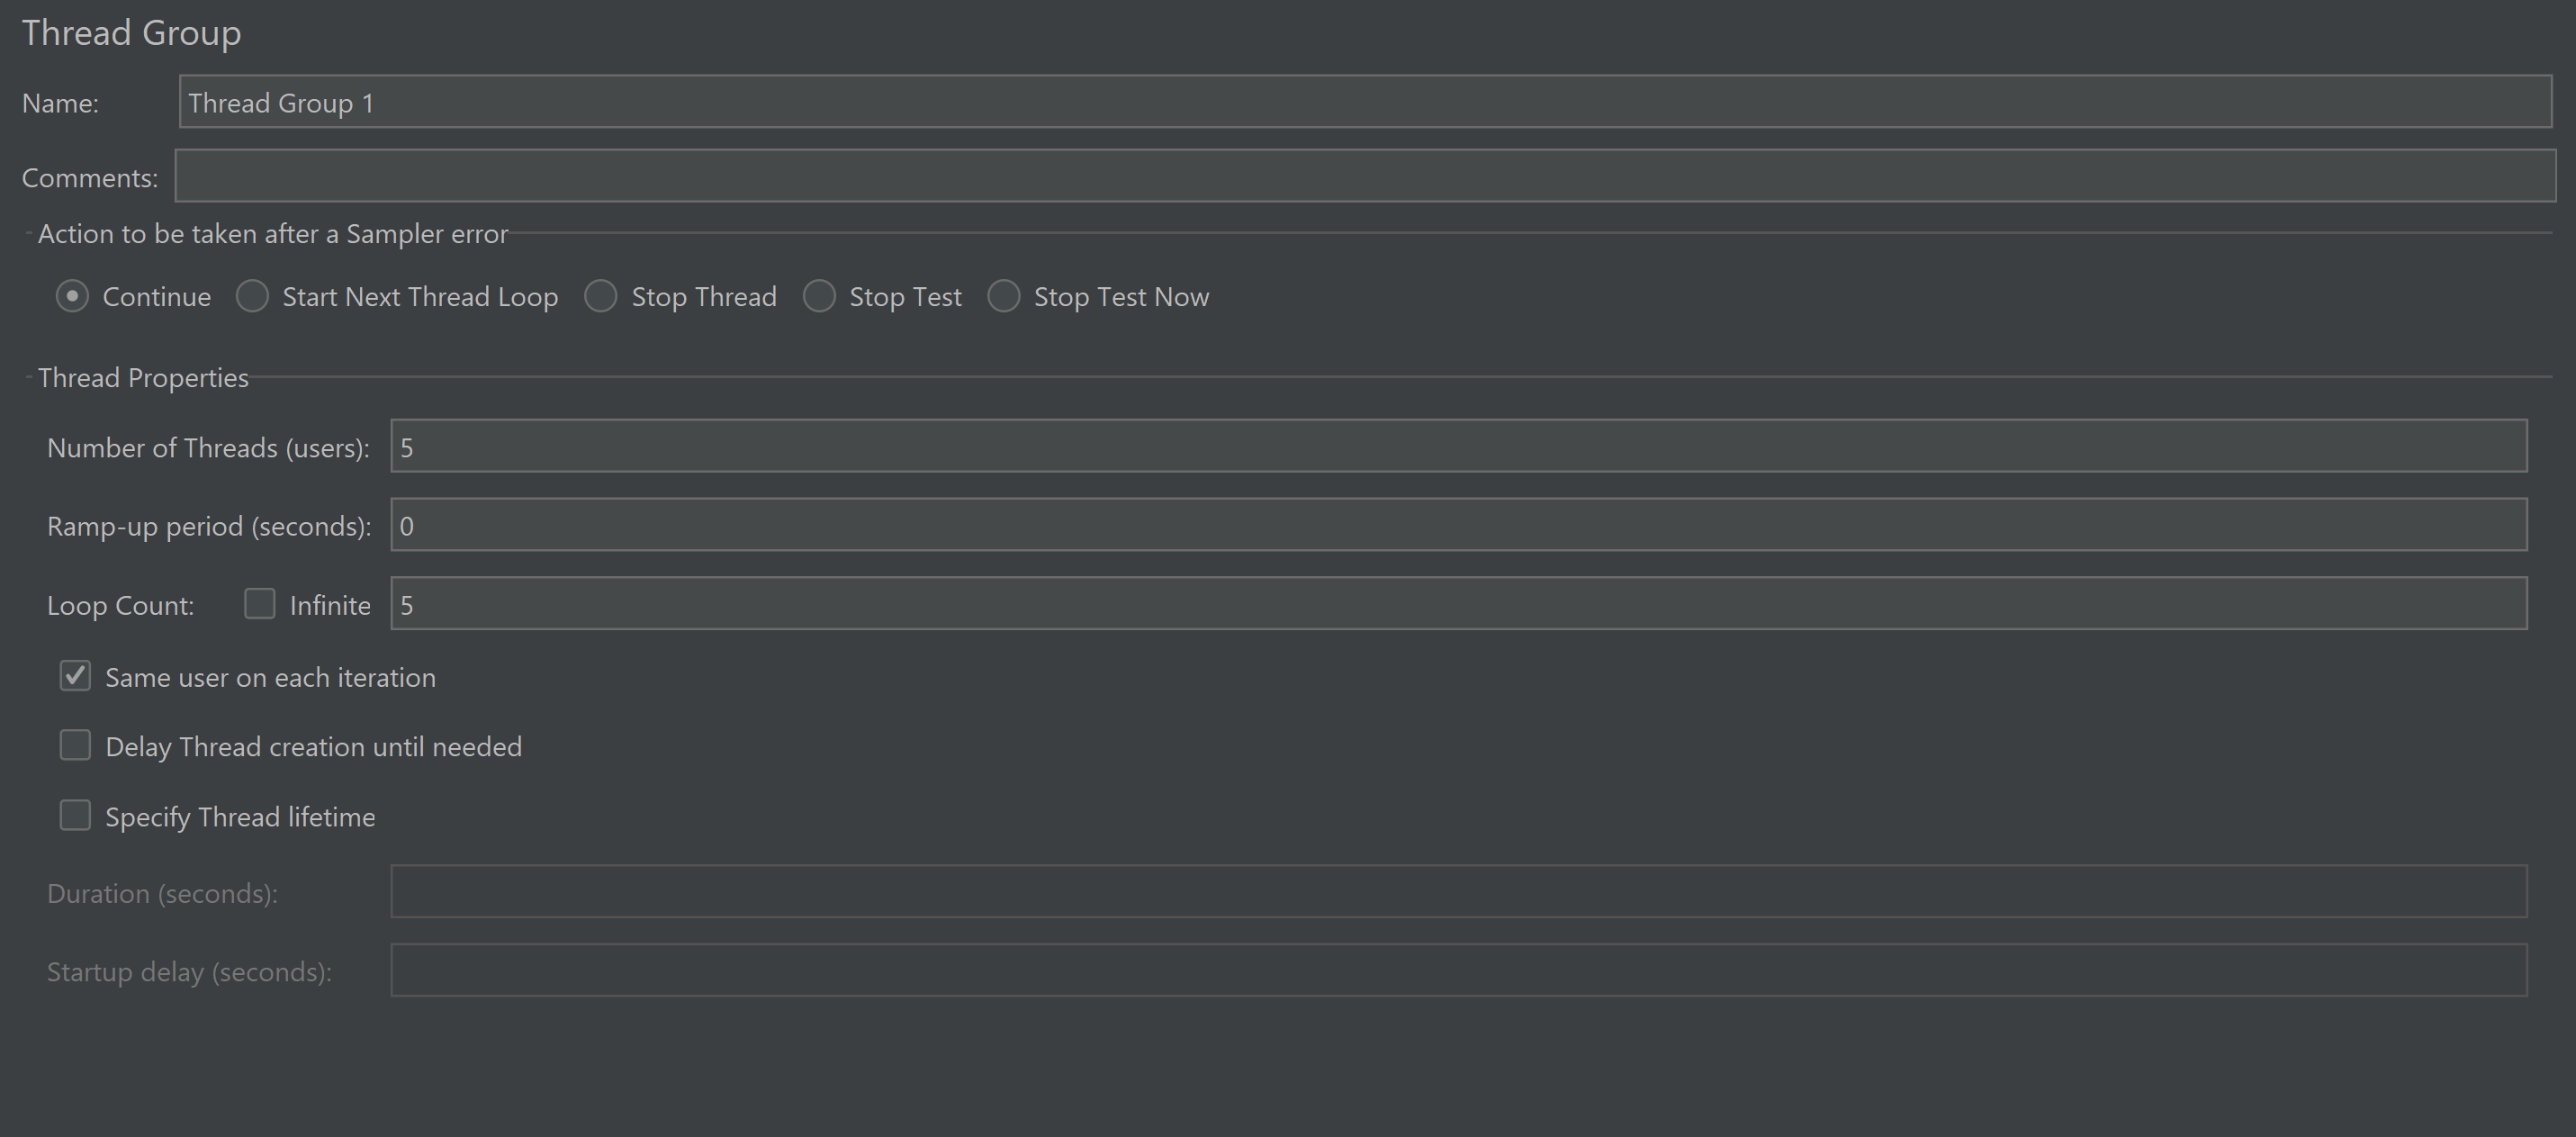 Thread Group
Name: Thread Group 1
Comments:
Action to be taken after a Sampler error
Continue Start Next Thread Loop Stop Thread Stop Test Stop Test Now
Thread Properties
Number of Threads (users): 5
Ramp-up period (seconds): 0
Loop Count: Infinite 5
Same user on each iteration
Delay Thread creation until needed
Specify Thread lifetime
Duration (seconds):
Startup delay (seconds):